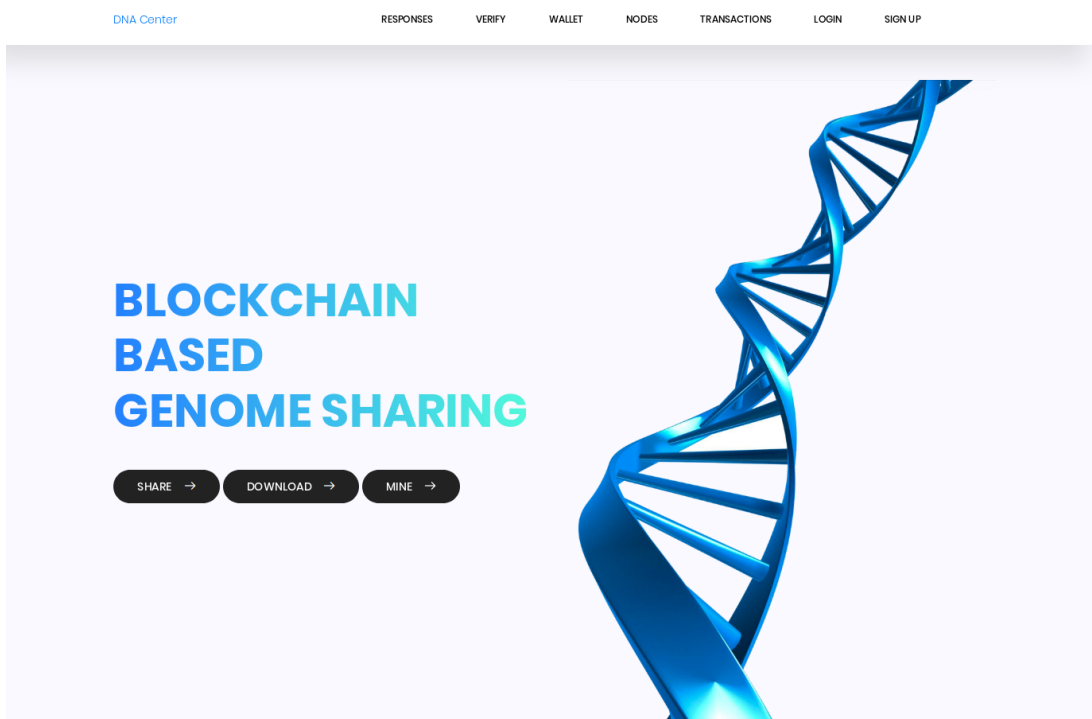 DNA Center RESPONSES VERIFY WALLET NODES TRANSACTIONS LOGIN SIGN UP
BLOCKCHAIN
BASED
GENOME SHARING
SHARE → DOWNLOAD → MINE →